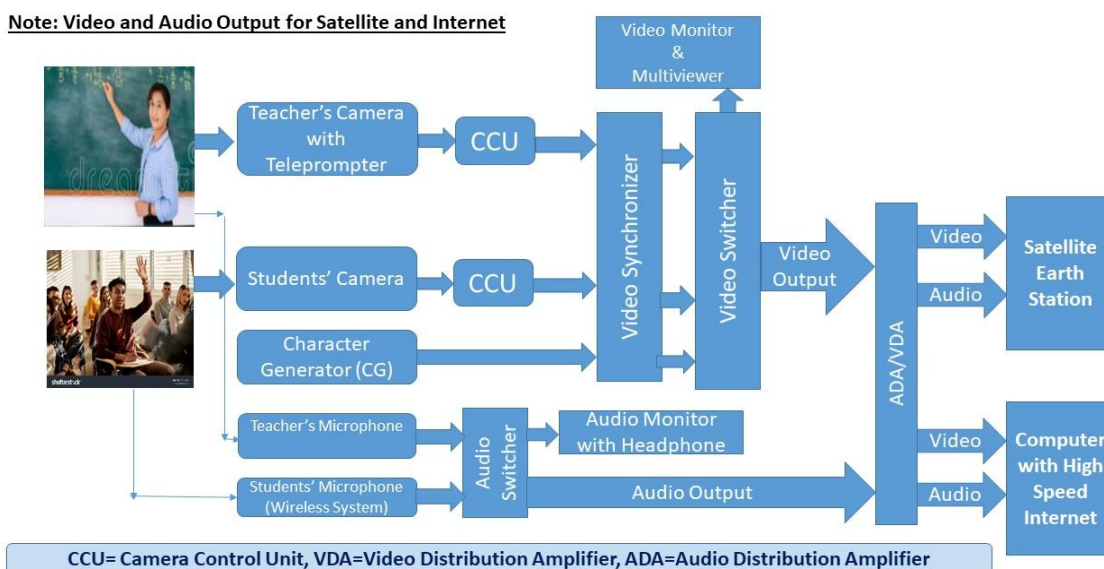 Note: Video and Audio Output for Satellite and Internet
Video Monitor
&
Multiviewer
Teacher's Camera
with
Teleprompter
CCU
Students' Camera
CCU
Character
Generator (CG)
Video Synchronizer
Video Switcher
Video
Output
ADA/VDA
Video
Audio
Satellite
Earth
Station
shutterstock
Teacher's Microphone
Students' Microphone
(Wireless System)
Audio
Switcher
Audio Monitor
with Headphone
Audio Output
Video
Audio
Computer
with High
Speed
Internet
CCU= Camera Control Unit, VDA=Video Distribution Amplifier, ADA=Audio Distribution Amplifier